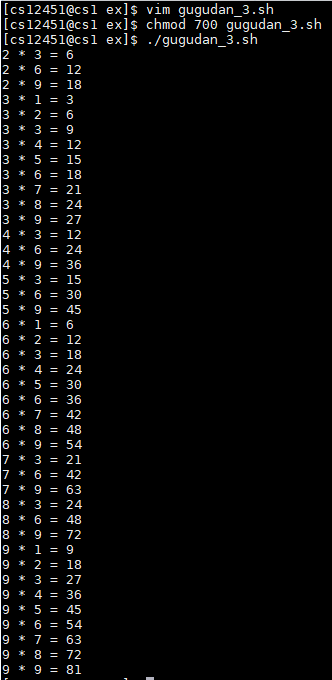 [cs12451@cs1 ex]$ vim gugudan_3.sh
[cs12451@cs1 ex]$ chmod 700 gugudan_3.sh
[cs12451@cs1 ex]$ ./gugudan_3.sh
2 * 3 = 6
2 * 6 = 12
2 * 9 = 18
3 * 1 = 3
3 * 2 = 6
3 * 3 = 9
3 * 4 = 12
3 * 5 = 15
3 * 6 = 18
3 * 7 = 21
3 * 8 = 24
3 * 9 = 27
4 * 3 = 12
4 * 6 = 24
4 * 9 = 36
5 * 3 = 15
5 * 6 = 30
5 * 9 = 45
6 * 1 = 6
6 * 2 = 12
6 * 3 = 18
6 * 4 = 24
6 * 5 = 30
6 * 6 = 36
6 * 7 = 42
6 * 8 = 48
6 * 9 = 54
7 * 3 = 21
7 * 6 = 42
7 * 9 = 63
8 * 3 = 24
8 * 6 = 48
8 * 9 = 72
9 * 1 = 9
9 * 2 = 18
9 * 3 = 27
9 * 4 = 36
9 * 5 = 45
9 * 6 = 54
9 * 7 = 63
9 * 8 = 72
9 * 9 = 81